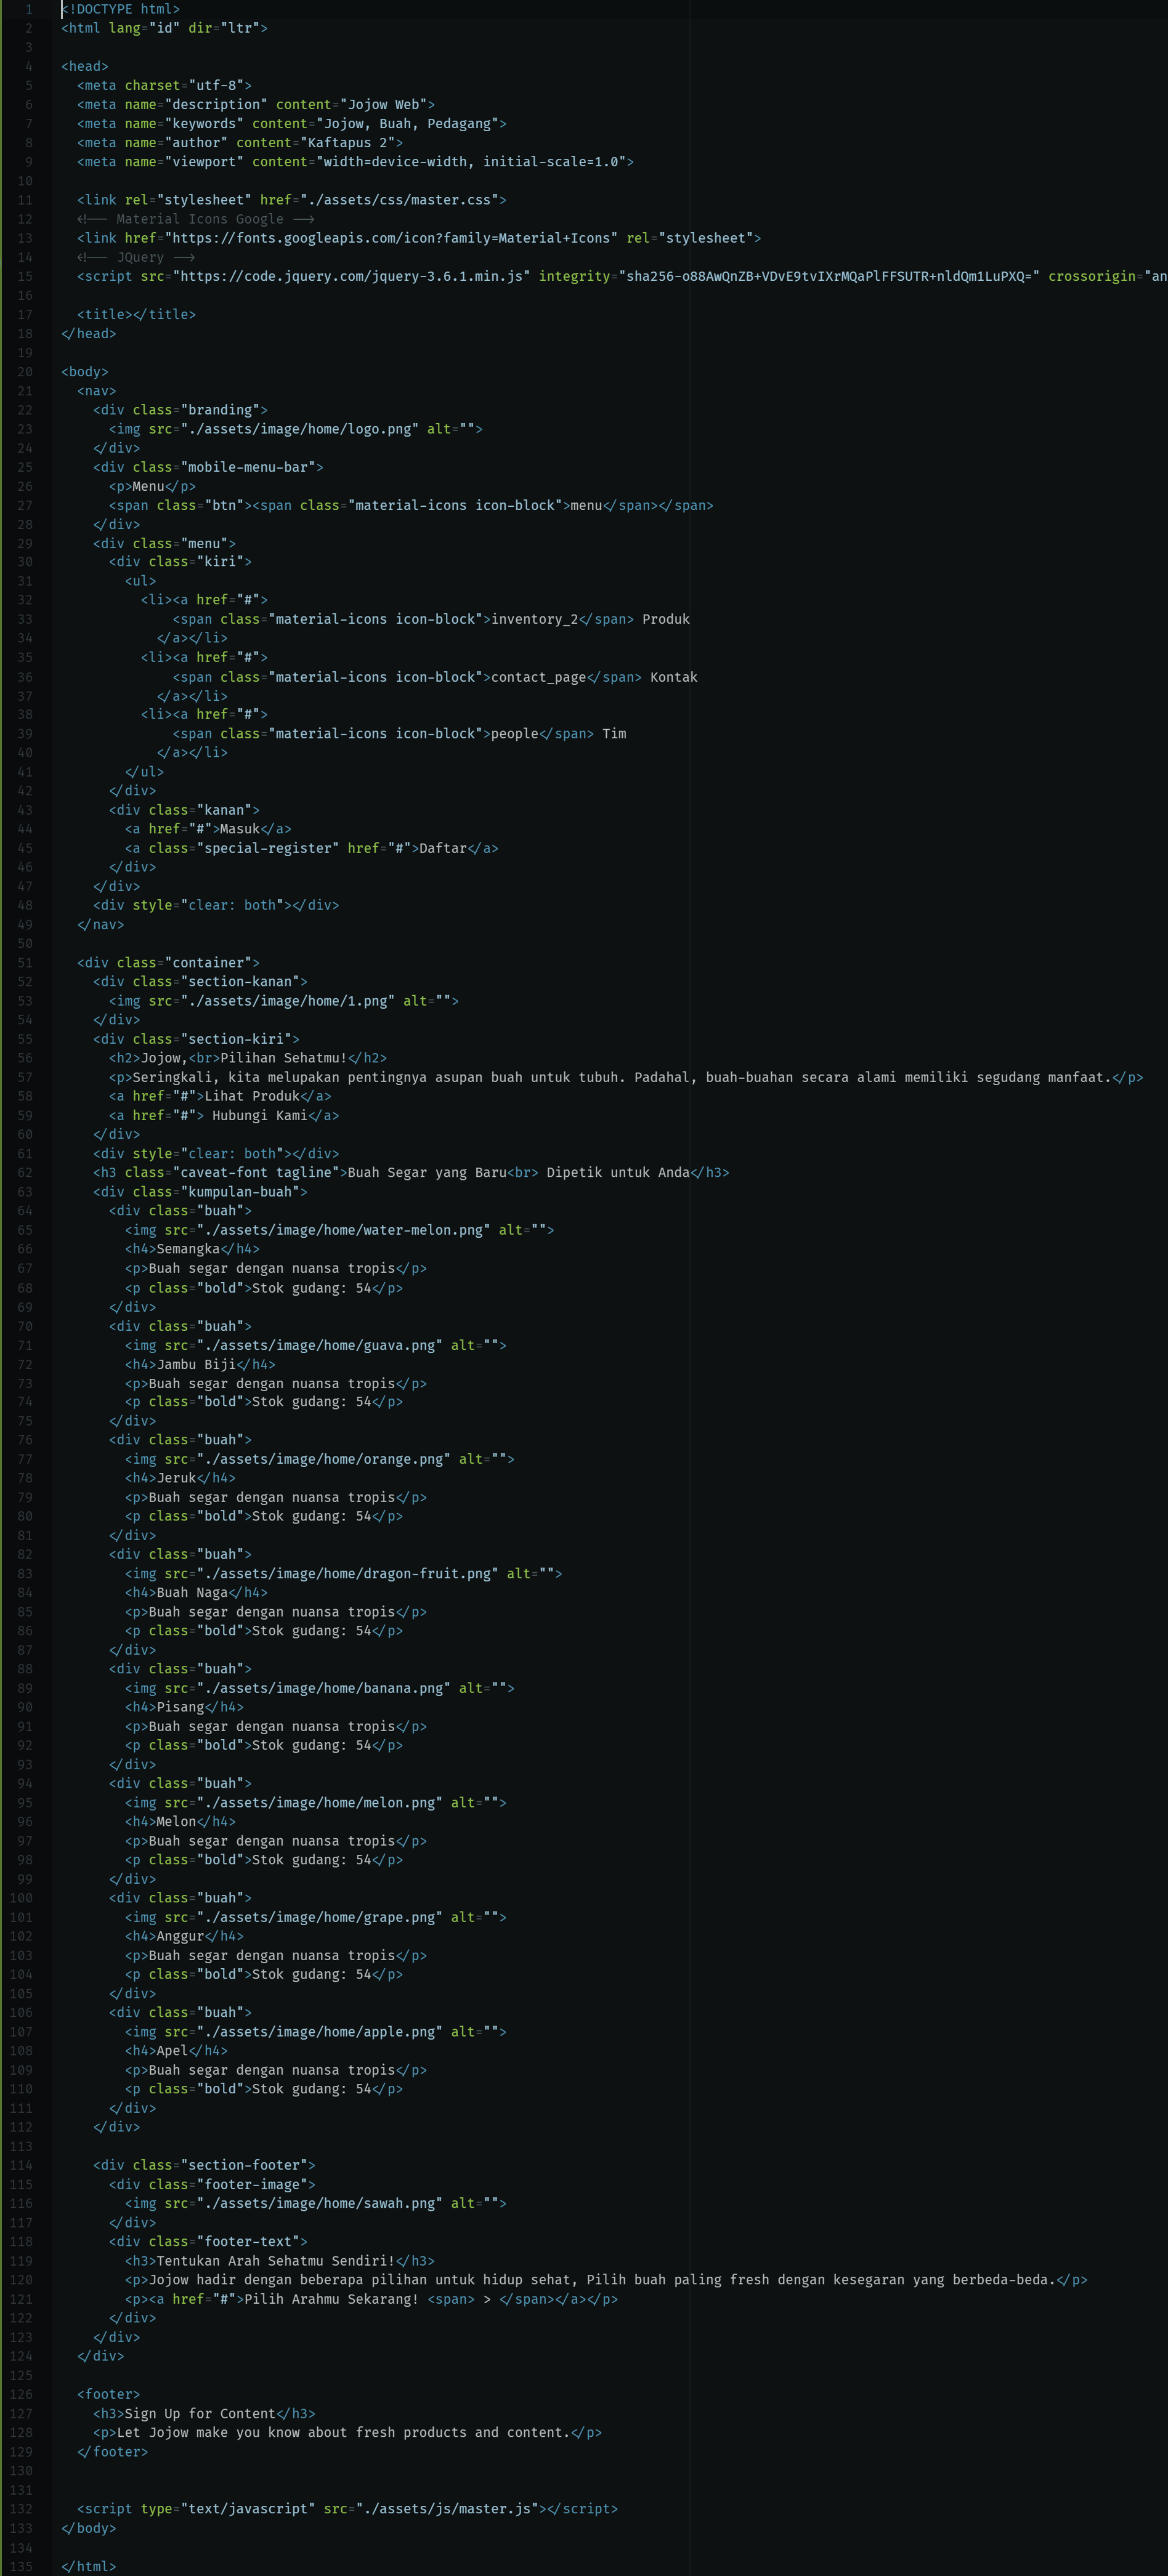 1 <!DOCTYPE html>
2 <html lang="id" dir="ltr">
3
4 <head>
5   <meta charset="utf-8">
6   <meta name="description" content="Jojow Web">
7   <meta name="keywords" content="Jojow, Buah, Pedagang">
8   <meta name="author" content="Kaftapus 2">
9   <meta name="viewport" content="width=device-width, initial-scale=1.0">
10
11   <link rel="stylesheet" href="./assets/css/master.css">
12   <!-- Material Icons Google -->
13   <link href="https://fonts.googleapis.com/icon?family=Material+Icons" rel="stylesheet">
14   <!-- JQuery -->
15   <script src="https://code.jquery.com/jquery-3.6.1.min.js" integrity="sha256-o88AwQnZB+VDvE9tvIXrMQaPlFFSUTR+nldQm1LuPXQ=" crossorigin="an
16
17   <title></title>
18 </head>
19
20 <body>
21   <nav>
22     <div class="branding">
23       <img src="./assets/image/home/logo.png" alt="">
24     </div>
25     <div class="mobile-menu-bar">
26       <p>Menu</p>
27       <span class="btn"><span class="material-icons icon-block">menu</span></span>
28     </div>
29     <div class="menu">
30       <div class="kiri">
31         <ul>
32           <li><a href="#">
33               <span class="material-icons icon-block">inventory_2</span> Produk
34             </a></li>
35           <li><a href="#">
36               <span class="material-icons icon-block">contact_page</span> Kontak
37             </a></li>
38           <li><a href="#">
39               <span class="material-icons icon-block">people</span> Tim
40             </a></li>
41         </ul>
42       </div>
43       <div class="kanan">
44         <a href="#">Masuk</a>
45         <a class="special-register" href="#">Daftar</a>
46       </div>
47     </div>
48     <div style="clear: both"></div>
49   </nav>
50
51   <div class="container">
52     <div class="section-kanan">
53       <img src="./assets/image/home/1.png" alt="">
54     </div>
55     <div class="section-kiri">
56       <h2>Jojow,<br>Pilihan Sehatmu!</h2>
57       <p>Seringkali, kita melupakan pentingnya asupan buah untuk tubuh. Padahal, buah-buahan secara alami memiliki segudang manfaat.</p>
58       <a href="#">Lihat Produk</a>
59       <a href="#"> Hubungi Kami</a>
60     </div>
61     <div style="clear: both"></div>
62     <h3 class="caveat-font tagline">Buah Segar yang Baru<br> Dipetik untuk Anda</h3>
63     <div class="kumpulan-buah">
64       <div class="buah">
65         <img src="./assets/image/home/water-melon.png" alt="">
66         <h4>Semangka</h4>
67         <p>Buah segar dengan nuansa tropis</p>
68         <p class="bold">Stok gudang: 54</p>
69       </div>
70       <div class="buah">
71         <img src="./assets/image/home/guava.png" alt="">
72         <h4>Jambu Biji</h4>
73         <p>Buah segar dengan nuansa tropis</p>
74         <p class="bold">Stok gudang: 54</p>
75       </div>
76       <div class="buah">
77         <img src="./assets/image/home/orange.png" alt="">
78         <h4>Jeruk</h4>
79         <p>Buah segar dengan nuansa tropis</p>
80         <p class="bold">Stok gudang: 54</p>
81       </div>
82       <div class="buah">
83         <img src="./assets/image/home/dragon-fruit.png" alt="">
84         <h4>Buah Naga</h4>
85         <p>Buah segar dengan nuansa tropis</p>
86         <p class="bold">Stok gudang: 54</p>
87       </div>
88       <div class="buah">
89         <img src="./assets/image/home/banana.png" alt="">
90         <h4>Pisang</h4>
91         <p>Buah segar dengan nuansa tropis</p>
92         <p class="bold">Stok gudang: 54</p>
93       </div>
94       <div class="buah">
95         <img src="./assets/image/home/melon.png" alt="">
96         <h4>Melon</h4>
97         <p>Buah segar dengan nuansa tropis</p>
98         <p class="bold">Stok gudang: 54</p>
99       </div>
100       <div class="buah">
101         <img src="./assets/image/home/grape.png" alt="">
102         <h4>Anggur</h4>
103         <p>Buah segar dengan nuansa tropis</p>
104         <p class="bold">Stok gudang: 54</p>
105       </div>
106       <div class="buah">
107         <img src="./assets/image/home/apple.png" alt="">
108         <h4>Apel</h4>
109         <p>Buah segar dengan nuansa tropis</p>
110         <p class="bold">Stok gudang: 54</p>
111       </div>
112     </div>
113
114     <div class="section-footer">
115       <div class="footer-image">
116         <img src="./assets/image/home/sawah.png" alt="">
117       </div>
118       <div class="footer-text">
119         <h3>Tentukan Arah Sehatmu Sendiri!</h3>
120         <p>Jojow hadir dengan beberapa pilihan untuk hidup sehat, Pilih buah paling fresh dengan kesegaran yang berbeda-beda.</p>
121         <p><a href="#">Pilih Arahmu Sekarang! <span> > </span></a></p>
122       </div>
123     </div>
124   </div>
125
126   <footer>
127     <h3>Sign Up for Content</h3>
128     <p>Let Jojow make you know about fresh products and content.</p>
129   </footer>
130
131
132   <script type="text/javascript" src="./assets/js/master.js"></script>
133 </body>
134
135 </html>